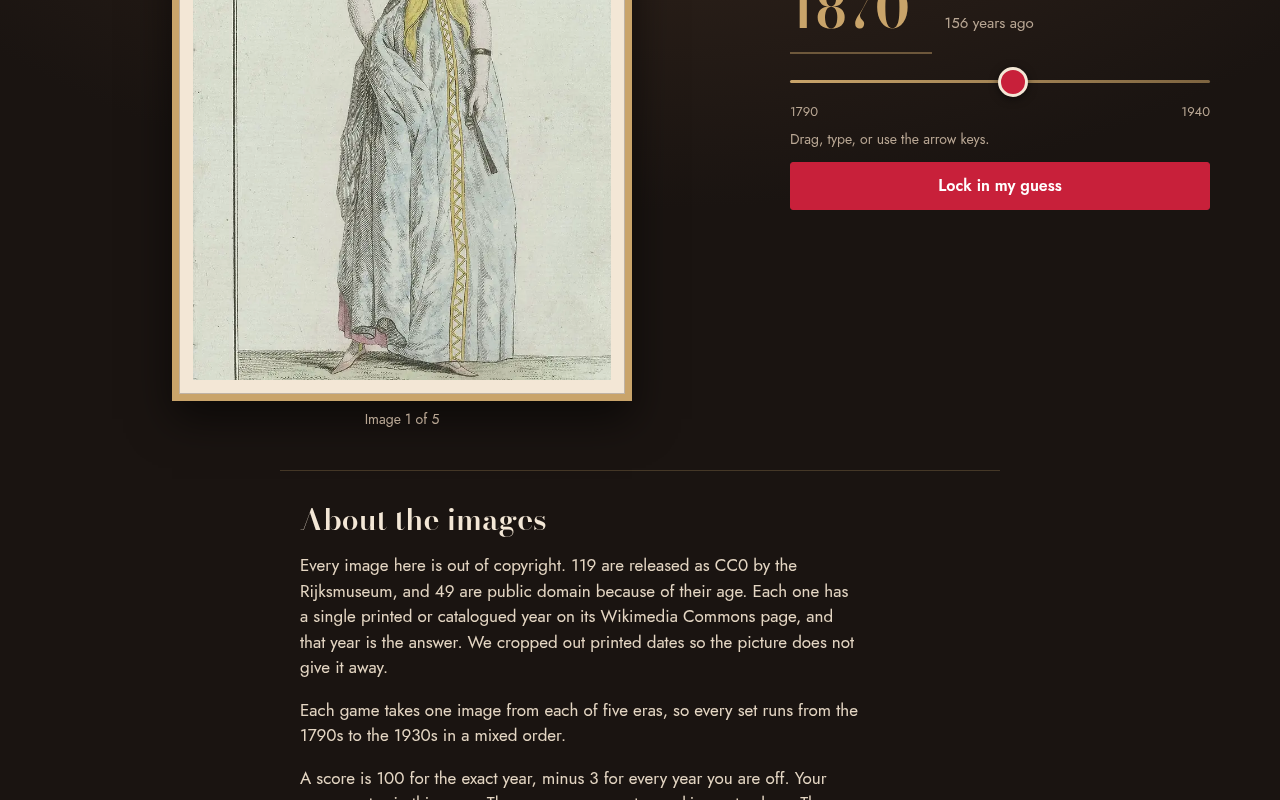 1870
156 years ago
1790
1940
Drag, type, or use the arrow keys.
Lock in my guess
Image 1 of 5
About the images
Every image here is out of copyright. 119 are released as CC0 by the
Rijksmuseum, and 49 are public domain because of their age. Each one has
a single printed or catalogued year on its Wikimedia Commons page, and
that year is the answer. We cropped out printed dates so the picture does not
give it away.
Each game takes one image from each of five eras, so every set runs from the
1790s to the 1930s in a mixed order.
A score is 100 for the exact year, minus 3 for every year you are off. Your